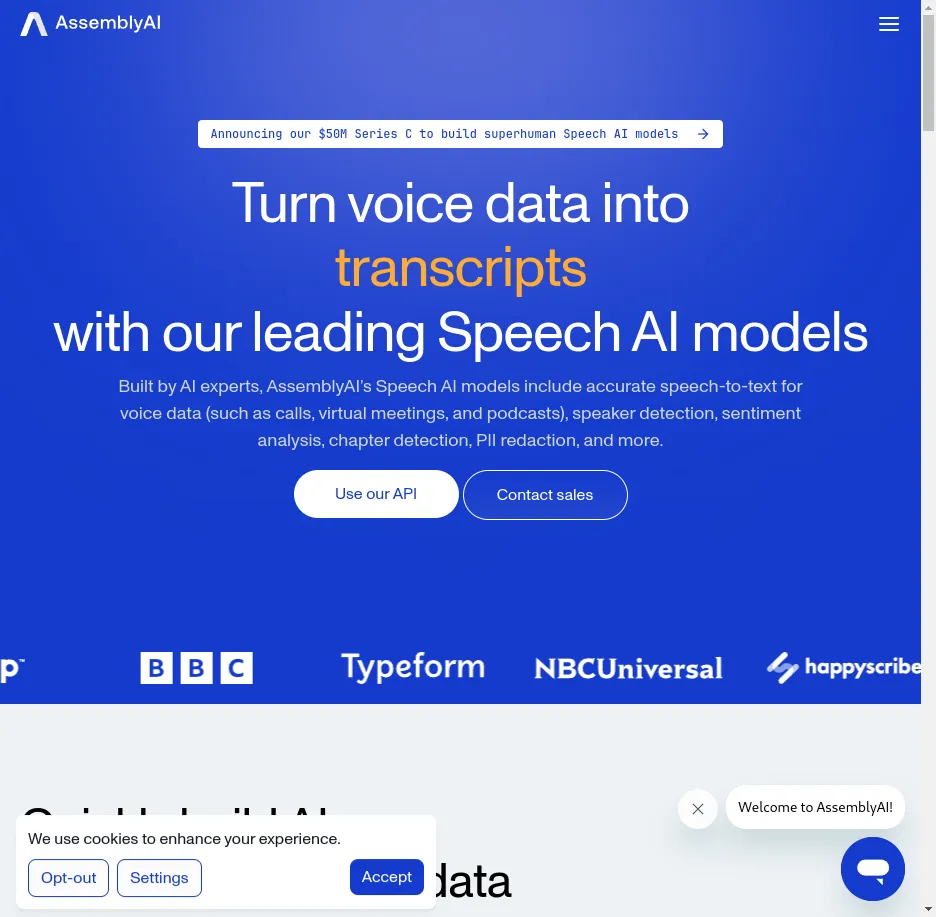 AssemblyAI
Announcing our $50M Series C to build superhuman Speech AI models
Turn voice data into
transcripts
with our leading Speech AI models
Built by AI experts, AssemblyAI's Speech AI models include accurate speech-to-text for
voice data (such as calls, virtual meetings, and podcasts), speaker detection, sentiment
analysis, chapter detection, PII redaction, and more.
Use our API
Contact sales
p™
BBC
Typeform
NBCUniversal
happyscribe
Welcome to AssemblyAI!
We use cookies to enhance your experience.
Opt-out
Settings
Accept
data